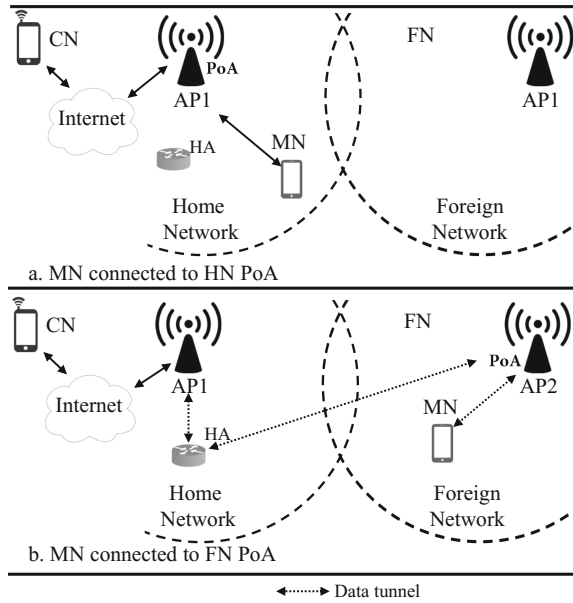 CN
FN
PoA
AP1
AP1
Internet
MN
HA
Home
Network
Foreign
Network
a. MN connected to HN PoA
CN
FN
PoA
AP1
AP2
Internet
MN
HA
Home
Network
Foreign
Network
b. MN connected to FN PoA
Data tunnel